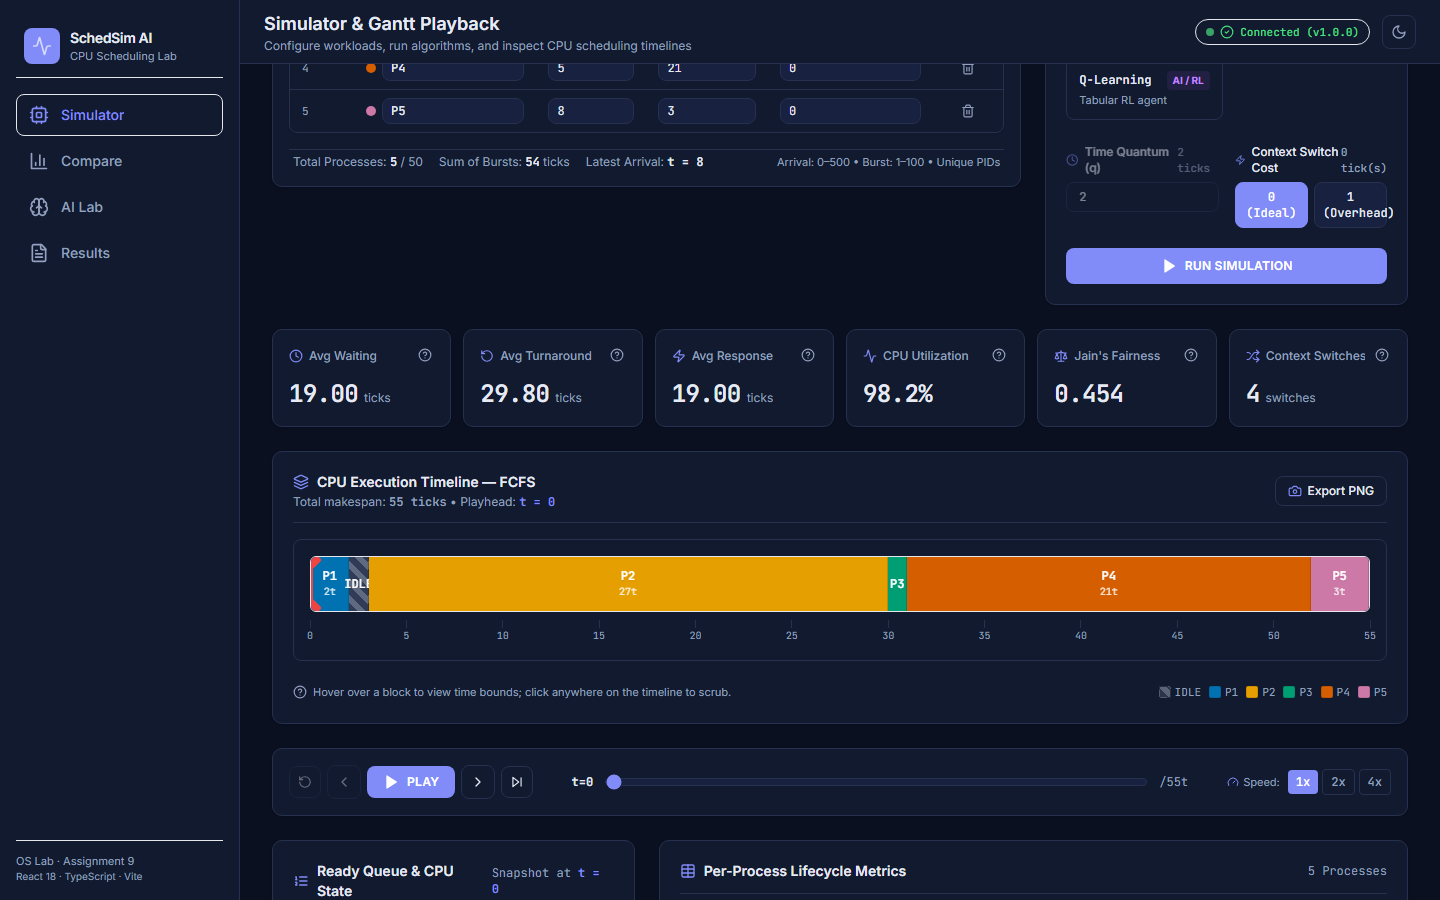 SchedSim AI
CPU Scheduling Lab
Simulator
Compare
AI Lab
Results
OS Lab · Assignment 9
React 18 · TypeScript · Vite
Simulator & Gantt Playback
Configure workloads, run algorithms, and inspect CPU scheduling timelines
Connected (v1.0.0)
4 P4 5 21 0
5 P5 8 3 0
Total Processes: 5 / 50 Sum of Bursts: 54 ticks Latest Arrival: t = 8 Arrival: 0–500 • Burst: 1–100 • Unique PIDs
Q-Learning AI / RL
Tabular RL agent
Time Quantum (q) 2 ticks
2
Context Switch Cost 0 tick(s)
0 (Ideal)
1 (Overhead)
RUN SIMULATION
Avg Waiting
19.00 ticks
Avg Turnaround
29.80 ticks
Avg Response
19.00 ticks
CPU Utilization
98.2%
Jain's Fairness
0.454
Context Switches
4 switches
CPU Execution Timeline — FCFS
Total makespan: 55 ticks • Playhead: t = 0
Export PNG
P1 IDLE P2 P3 P4 P5
2t 27t 21t 3t
0 5 10 15 20 25 30 35 40 45 50 55
Hover over a block to view time bounds; click anywhere on the timeline to scrub.
IDLE P1 P2 P3 P4 P5
PLAY
t=0
/55t
Speed: 1x 2x 4x
Ready Queue & CPU State
Snapshot at t = 0
Per-Process Lifecycle Metrics
5 Processes